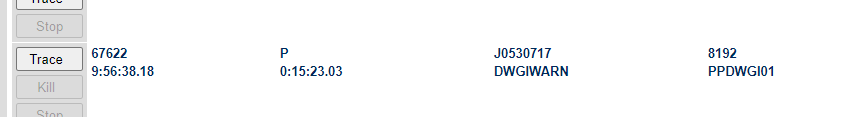 Trace
Stop
Trace
67622 P J0530717 8192
9:56:38.18 0:15:23.03 DWGIWARN PPDWGI01
Kill
Stop